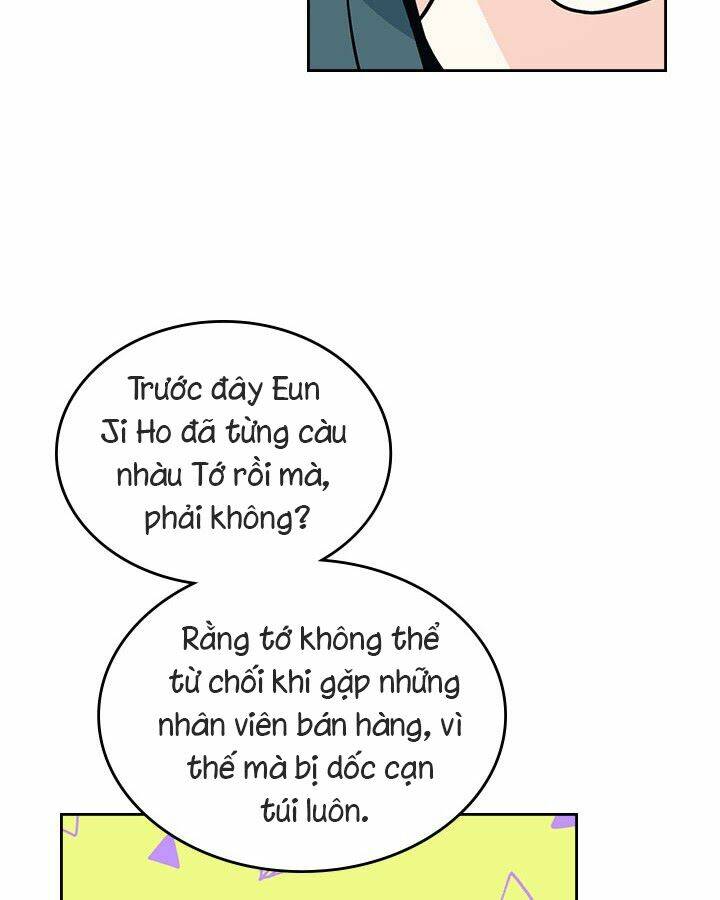 Trước đây Eun
Ji Ho đã từng càu
nhàu Tớ rồi mà,
phải không?
Rằng tớ không thể
từ chối khi gặp những
nhân viên bán hàng, vì
thế mà bị dốc cạn
túi luôn.